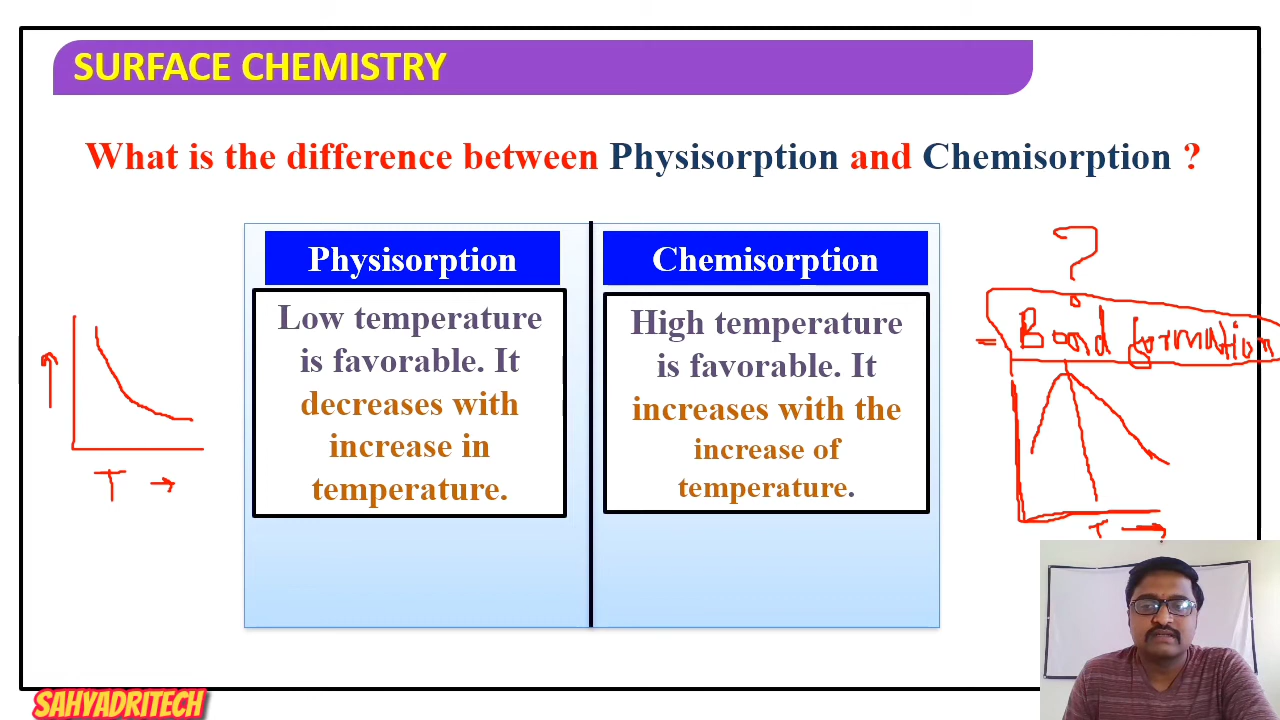 SURFACE CHEMISTRY
What is the difference between Physisorption and Chemisorption ?
Physisorption
Low temperature
is favorable. It
decreases with
increase in
temperature.
T
Chemisorption
High temperature
is favorable. It
increases with the
increase of
temperature.
?
= Bond formation
T
SAHYADRITECH